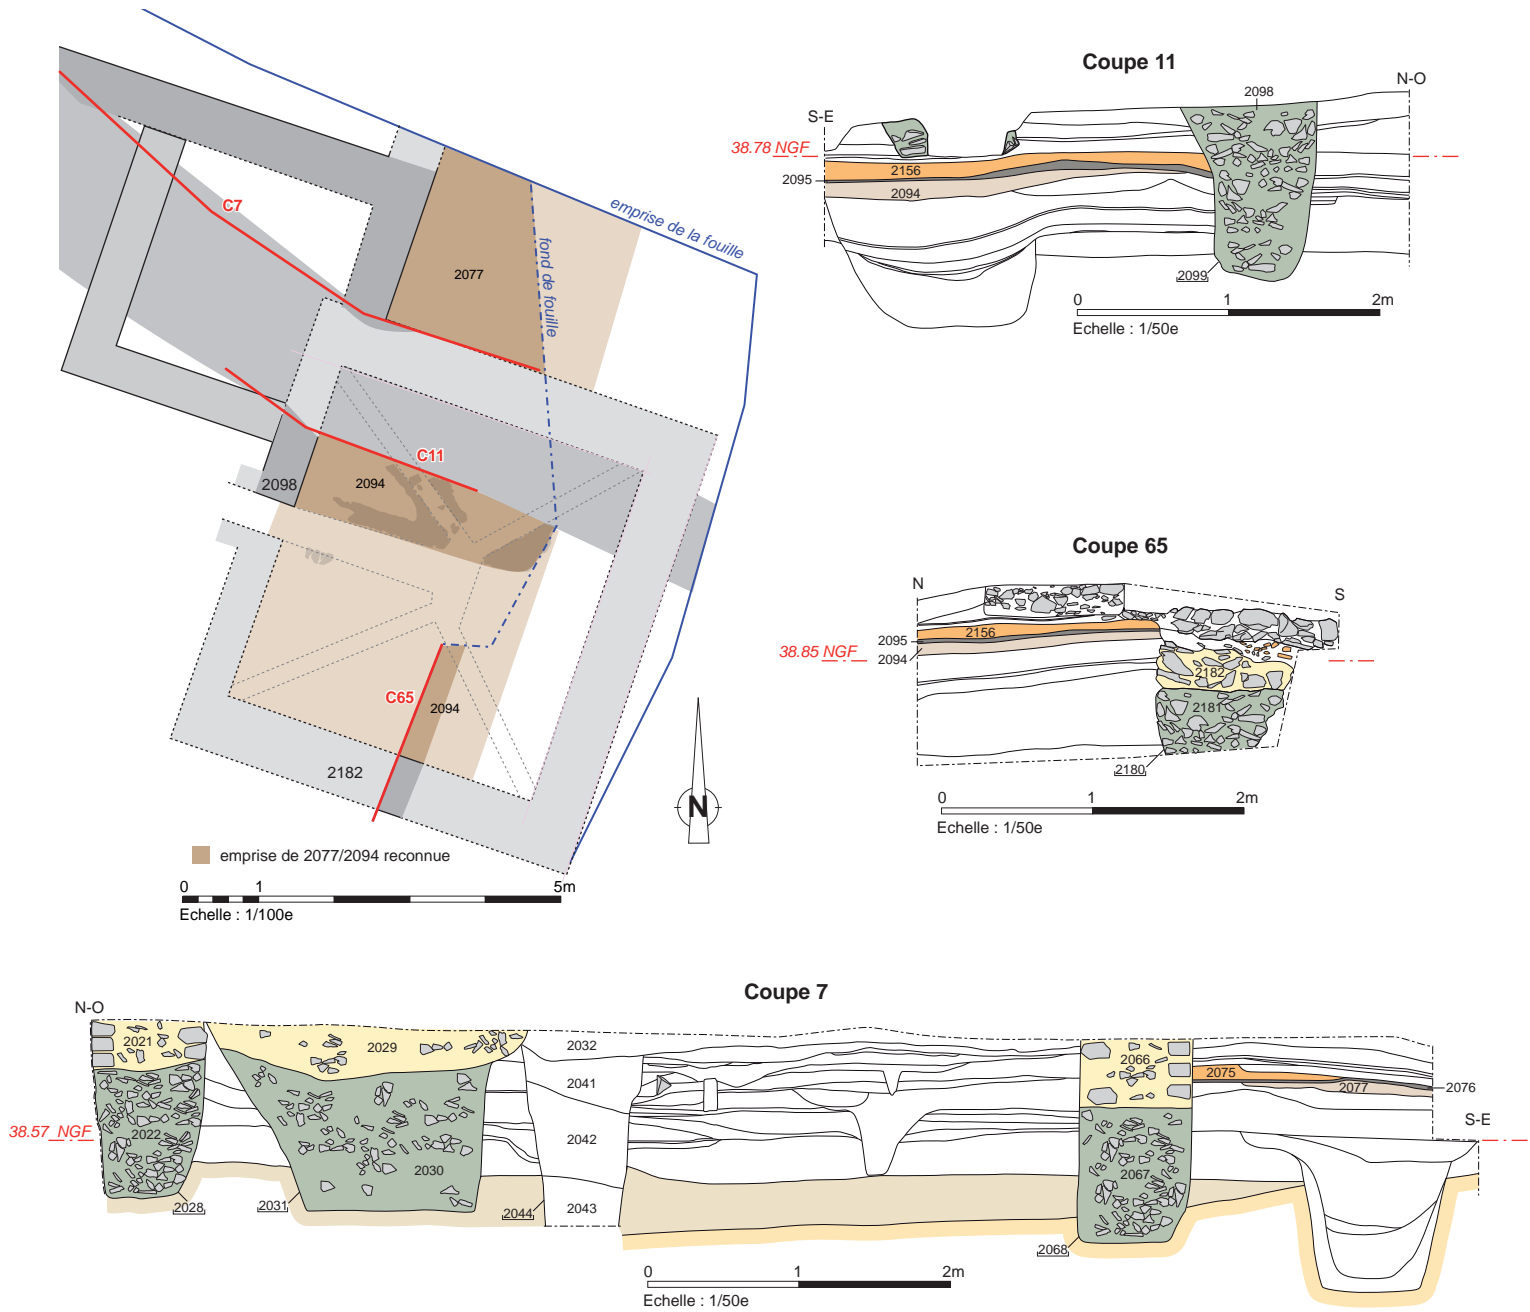 C7
2077
emprise de la fouille
fond de fouille
C11
2094
2098
C65
2094
2182
N
emprise de 2077/2094 reconnue
0 1 5m
Echelle : 1/100e
Coupe 11
S-E
N-O
2098
38.78 NGF
2156
2095
2094
2099
0 1 2m
Echelle : 1/50e
Coupe 65
N
S
2156
2095
2094
38.85 NGF
2182
2181
2180
0 1 2m
Echelle : 1/50e
Coupe 7
N-O
2021
2029
2032
2066
2041
2075
2077
2076
S-E
38.57 NGF
2022
2042
2030
2067
2028
2031
2044
2043
2068
0 1 2m
Echelle : 1/50e